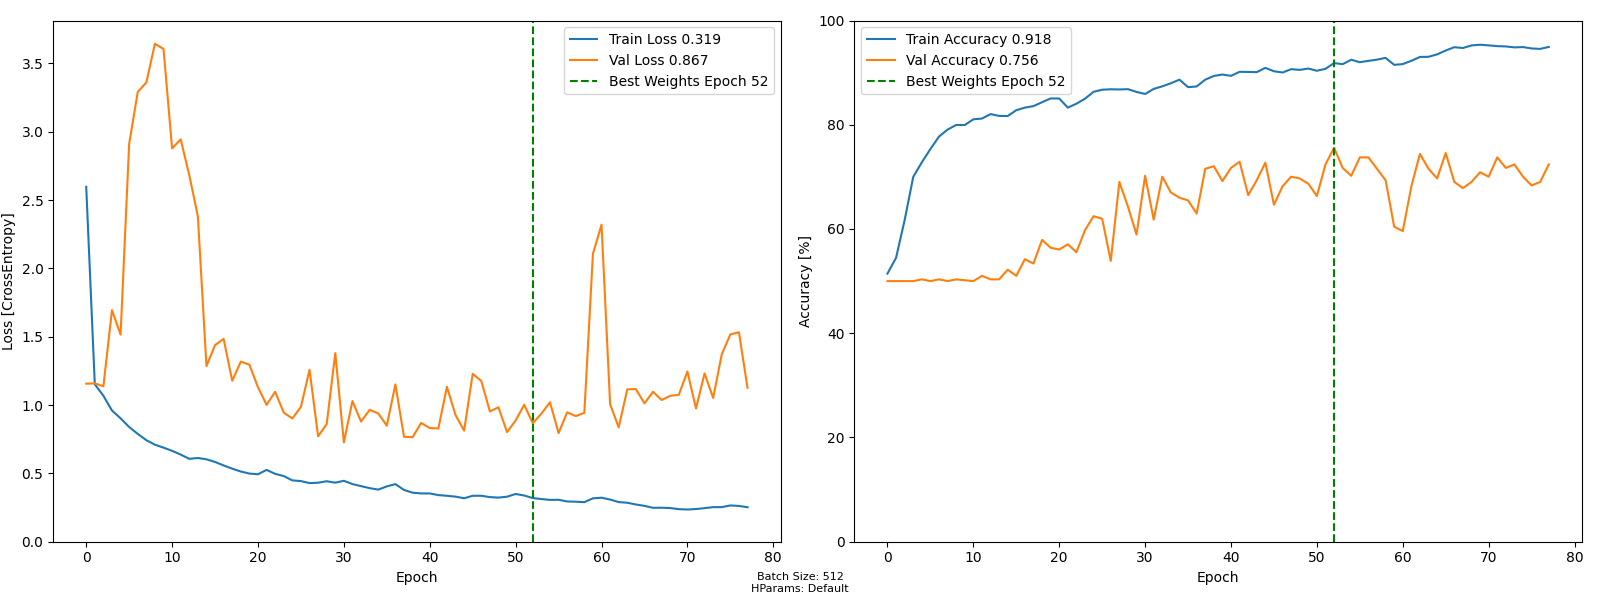 Loss [CrossEntropy]
3.5
3.0
2.5
2.0
1.5
1.0
0.5
0.0
0 10 20 30 40 50 60 70 80
Epoch
Train Loss 0.319
Val Loss 0.867
Best Weights Epoch 52
Accuracy [%]
100
80
60
40
20
0
0 10 20 30 40 50 60 70 80
Epoch
Train Accuracy 0.918
Val Accuracy 0.756
Best Weights Epoch 52
Batch Size: 512
HParams: Default